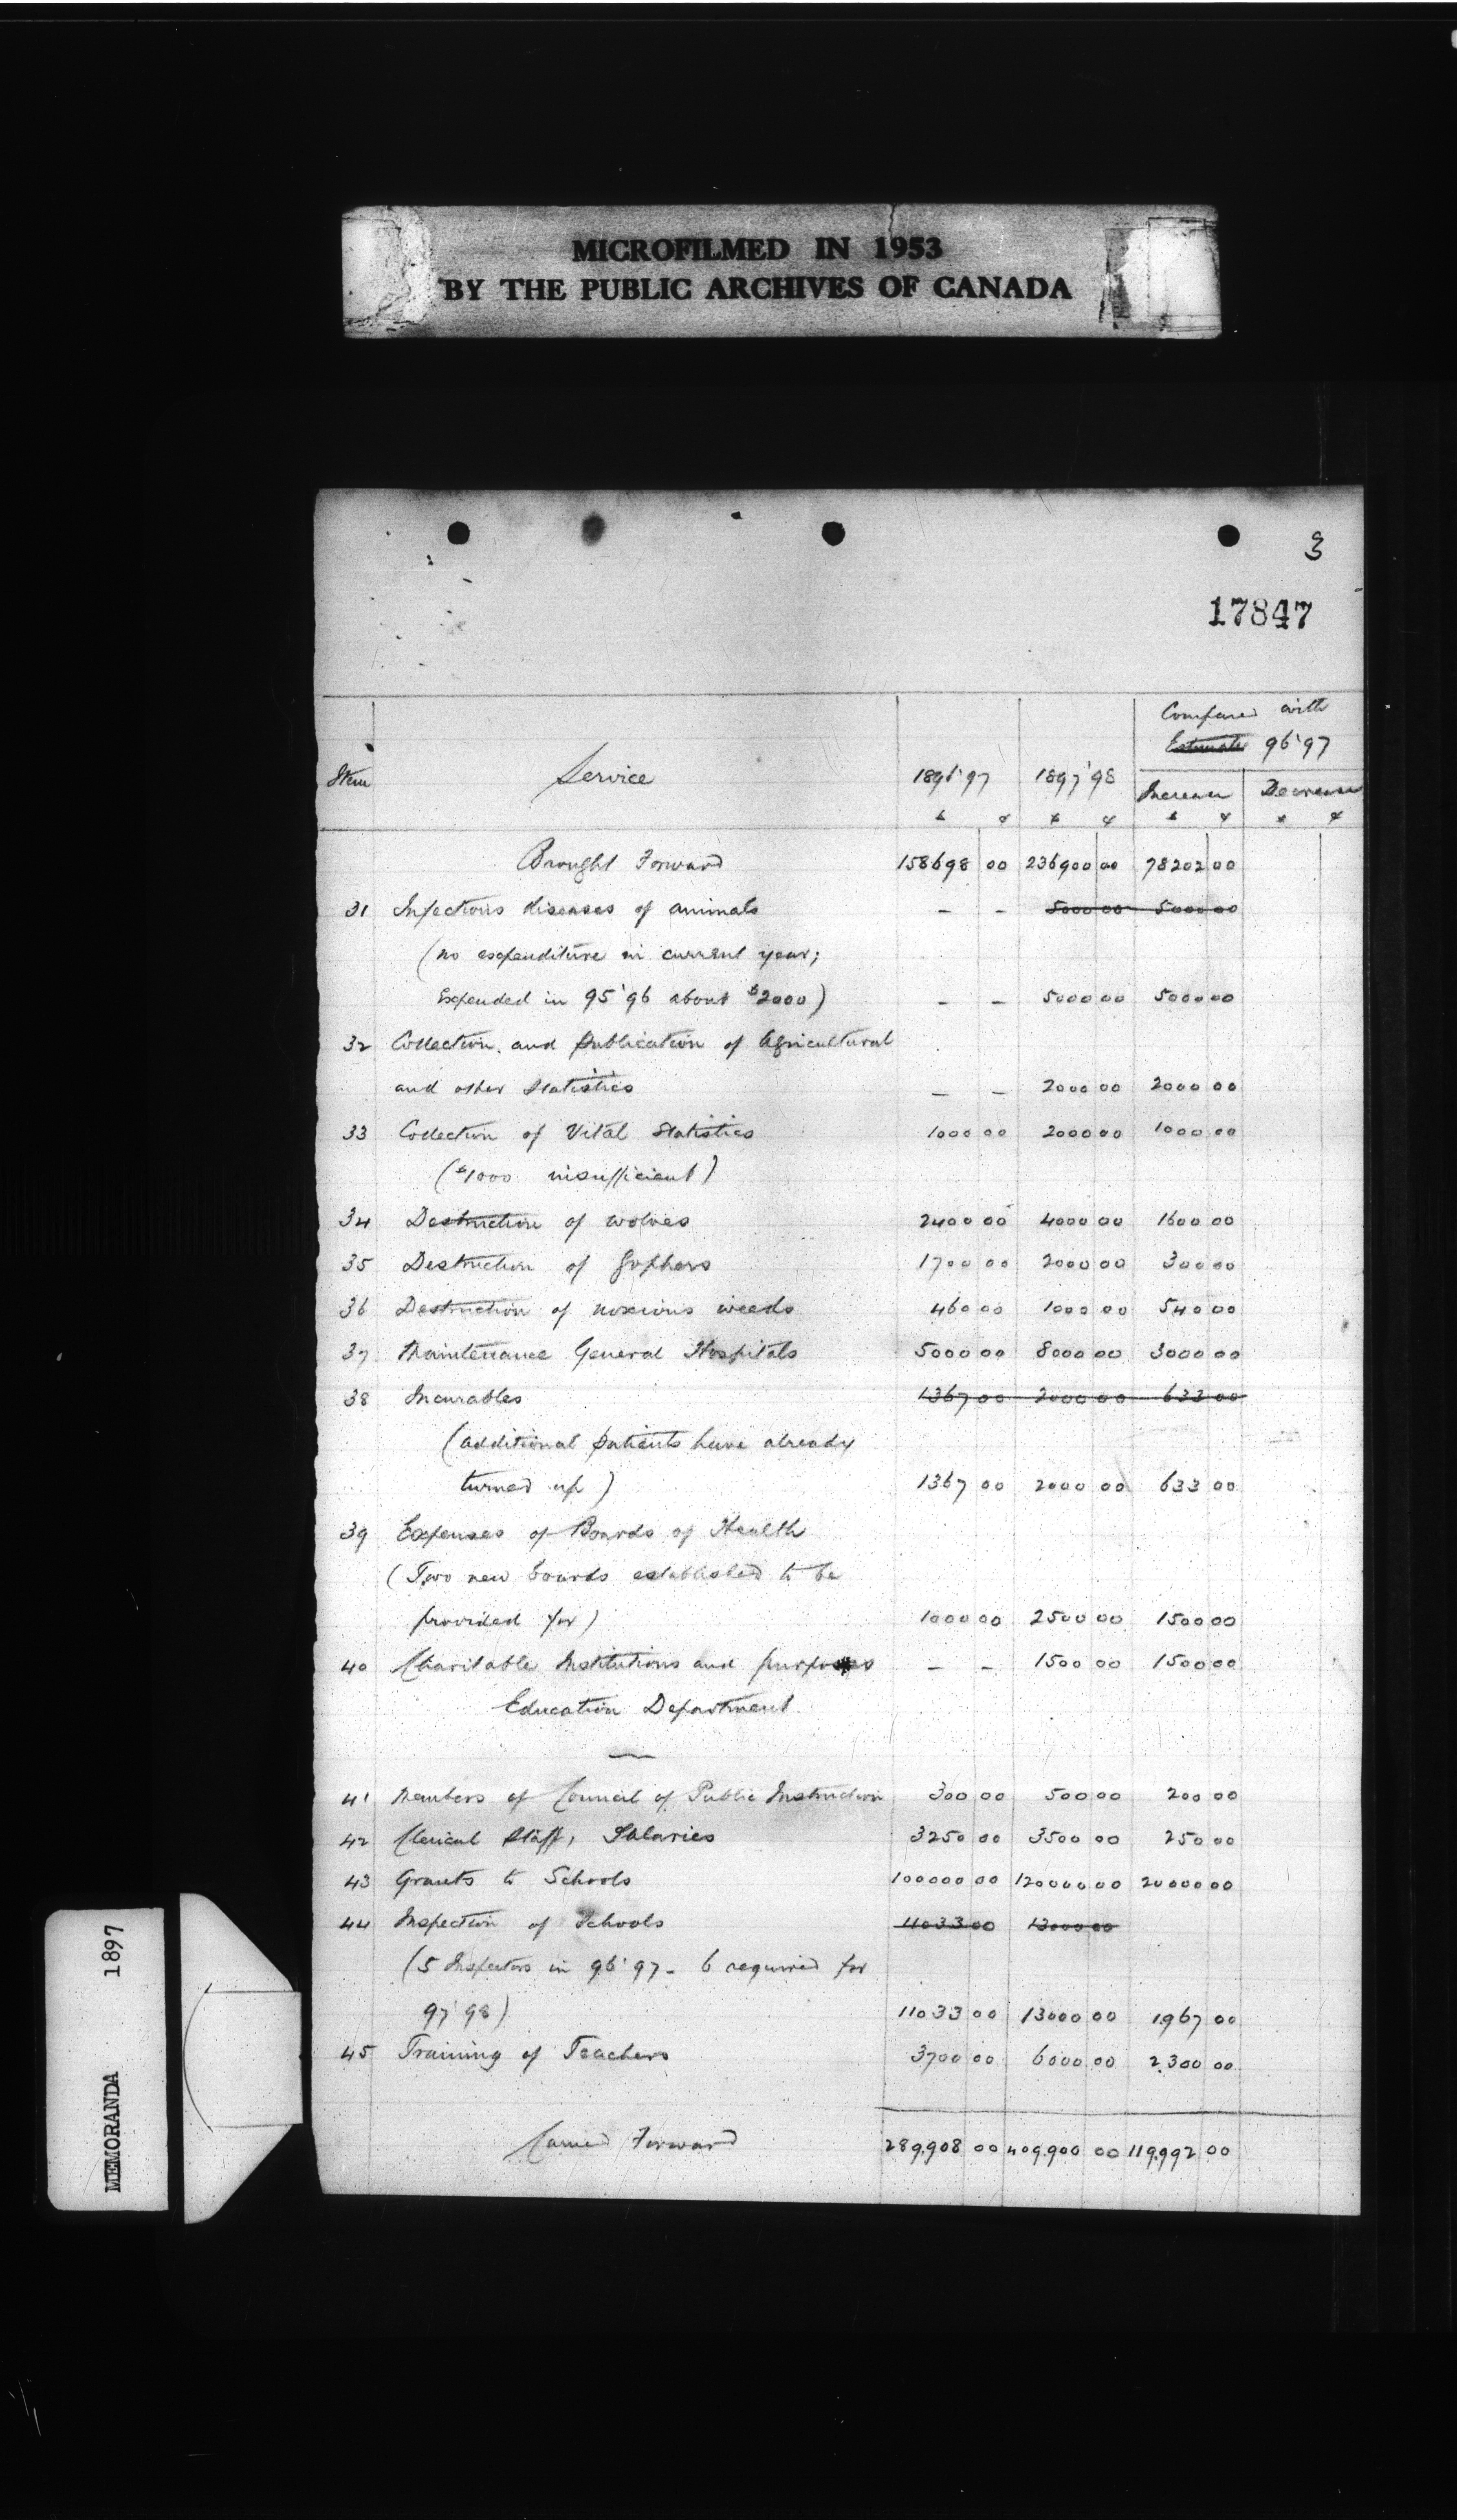 MICROFILMED IN 1953
BY THE PUBLIC ARCHIVES OF CANADA
3
17847
Compared with
Estimate 96'97
Item Service 1896'97 1897'98 Increase Decrease
$ ¢ $ ¢ $ ¢ $ ¢
Brought Forward 158698 00 236900 00 78202 00
31 Infectious diseases of animals – – 5000 00 5000 00
(no expenditure in current year;
Expended in 95'96 about $2000) – – 5000 00 5000 00
32 Collection and publication of Agricultural
and other Statistics – – 2000 00 2000 00
33 Collection of Vital Statistics 1000 00 2000 00 1000 00
($1000 insufficient)
34 Destruction of wolves 2400 00 4000 00 1600 00
35 Destruction of Gophers 1700 00 2000 00 300 00
36 Destruction of noxious weeds 460 00 1000 00 540 00
37 Maintenance General Hospitals 5000 00 8000 00 3000 00
38 Incurables 1367 00 2000 00 633 00
(additional patients have already
turned up) 1367 00 2000 00 633 00
39 Expenses of Boards of Health
(Two new boards established to be
provided for) 1000 00 2500 00 1500 00
40 Charitable Institutions and purposes – – 1500 00 1500 00
Education Department
41 Members of Council of Public Instruction 300 00 500 00 200 00
42 Clerical Staff, Salaries 3250 00 3500 00 250 00
43 Grants to Schools 100000 00 120000 00 20000 00
44 Inspection of Schools 11033 00 13000 00
(5 Inspectors in 96'97 - 6 required for
97'98) 11033 00 13000 00 1967 00
45 Training of Teachers 3700 00 6000 00 2300 00
Carried Forward 289,908 00 409,900 00 119,992 00
MEMORANDA 1897